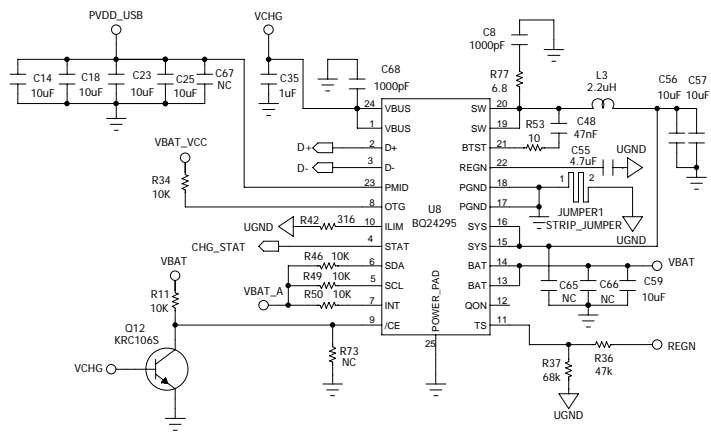 PVDD_USB
VCHG
C14
10uF
C18
10uF
C23
10uF
C25
10uF
C67
NC
C35
1uF
C68
1000pF
C8
1000pF
R77
6.8
L3
2.2uH
C56
10uF
C57
10uF
C48
47nF
R53
10
C55
4.7uF
UGND
VBAT_VCC
R34
10K
D+
D-
24 VBUS
1 VBUS
2 D+
3 D-
23 PMID
8 OTG
10 ILIM
4 STAT
6 SDA
5 SCL
7 INT
9 /CE
SW 20
SW 19
BTST 21
REGN 22
PGND 18
PGND 17
SYS 16
SYS 15
BAT 14
BAT 13
QON 12
TS 11
U8
BQ24295
POWER_PAD
25
1 2
JUMPER1
STRIP_JUMPER
UGND
UGND
R42 316
CHG_STAT
R46 10K
R49 10K
R50 10K
VBAT_A
VBAT
R11
10K
Q12
KRC106S
VCHG
R73
NC
VBAT
C65
NC
C66
NC
C59
10uF
REGN
R36
47k
R37
68k
UGND